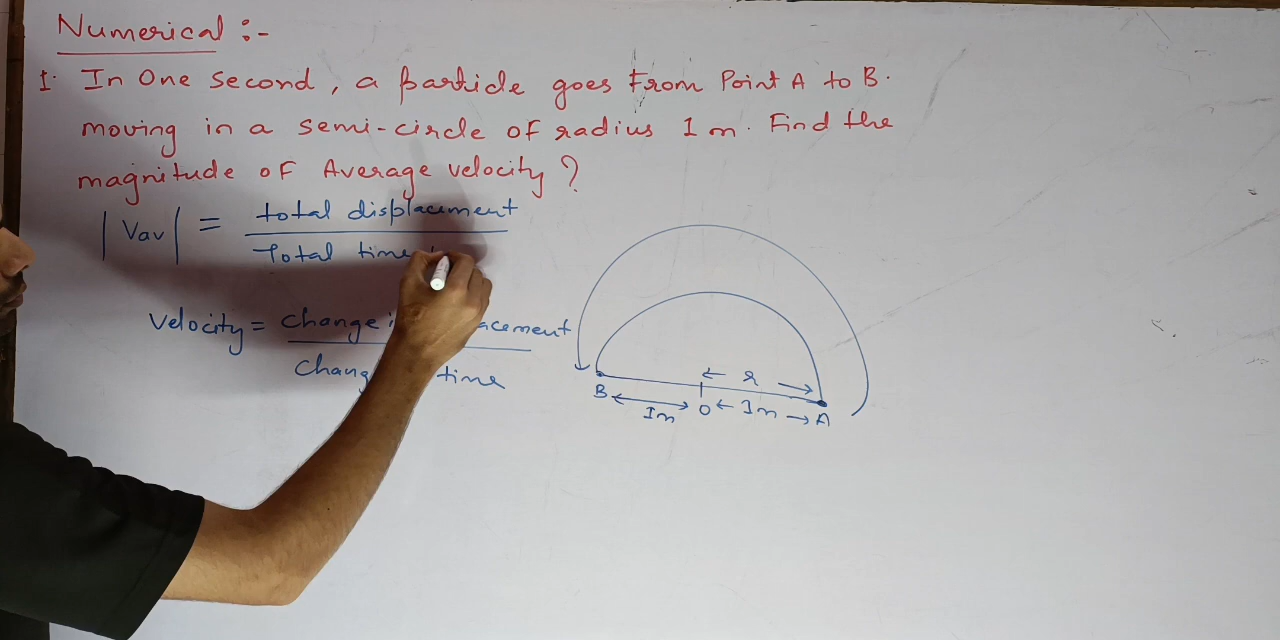 Numerical :-
1. In One second, a particle goes From Point A to B.
moving in a semi-circle of radius 1 m. Find the
magnitude of Average velocity ?
|Vav| = total displacement
Total time
Velocity = change acement
chang time
r
B 1m O 1m A